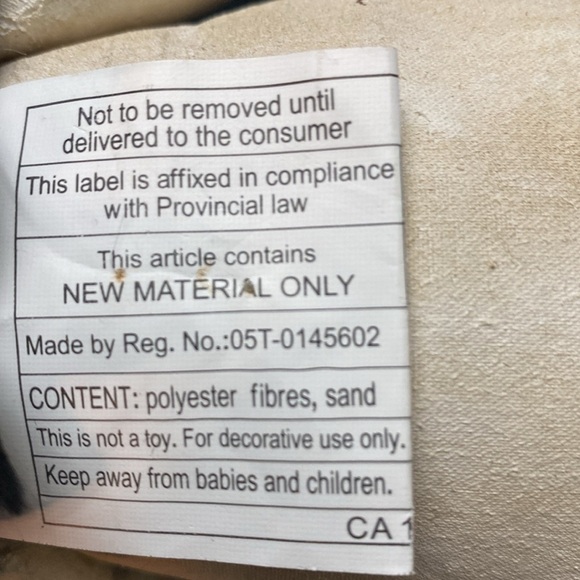 Not to be removed until
delivered to the consumer
This label is affixed in compliance
with Provincial law
This article contains
NEW MATERIAL ONLY
Made by Reg. No.:05T-0145602
CONTENT: polyester fibres, sand
This is not a toy. For decorative use only.
Keep away from babies and children.
CA 1